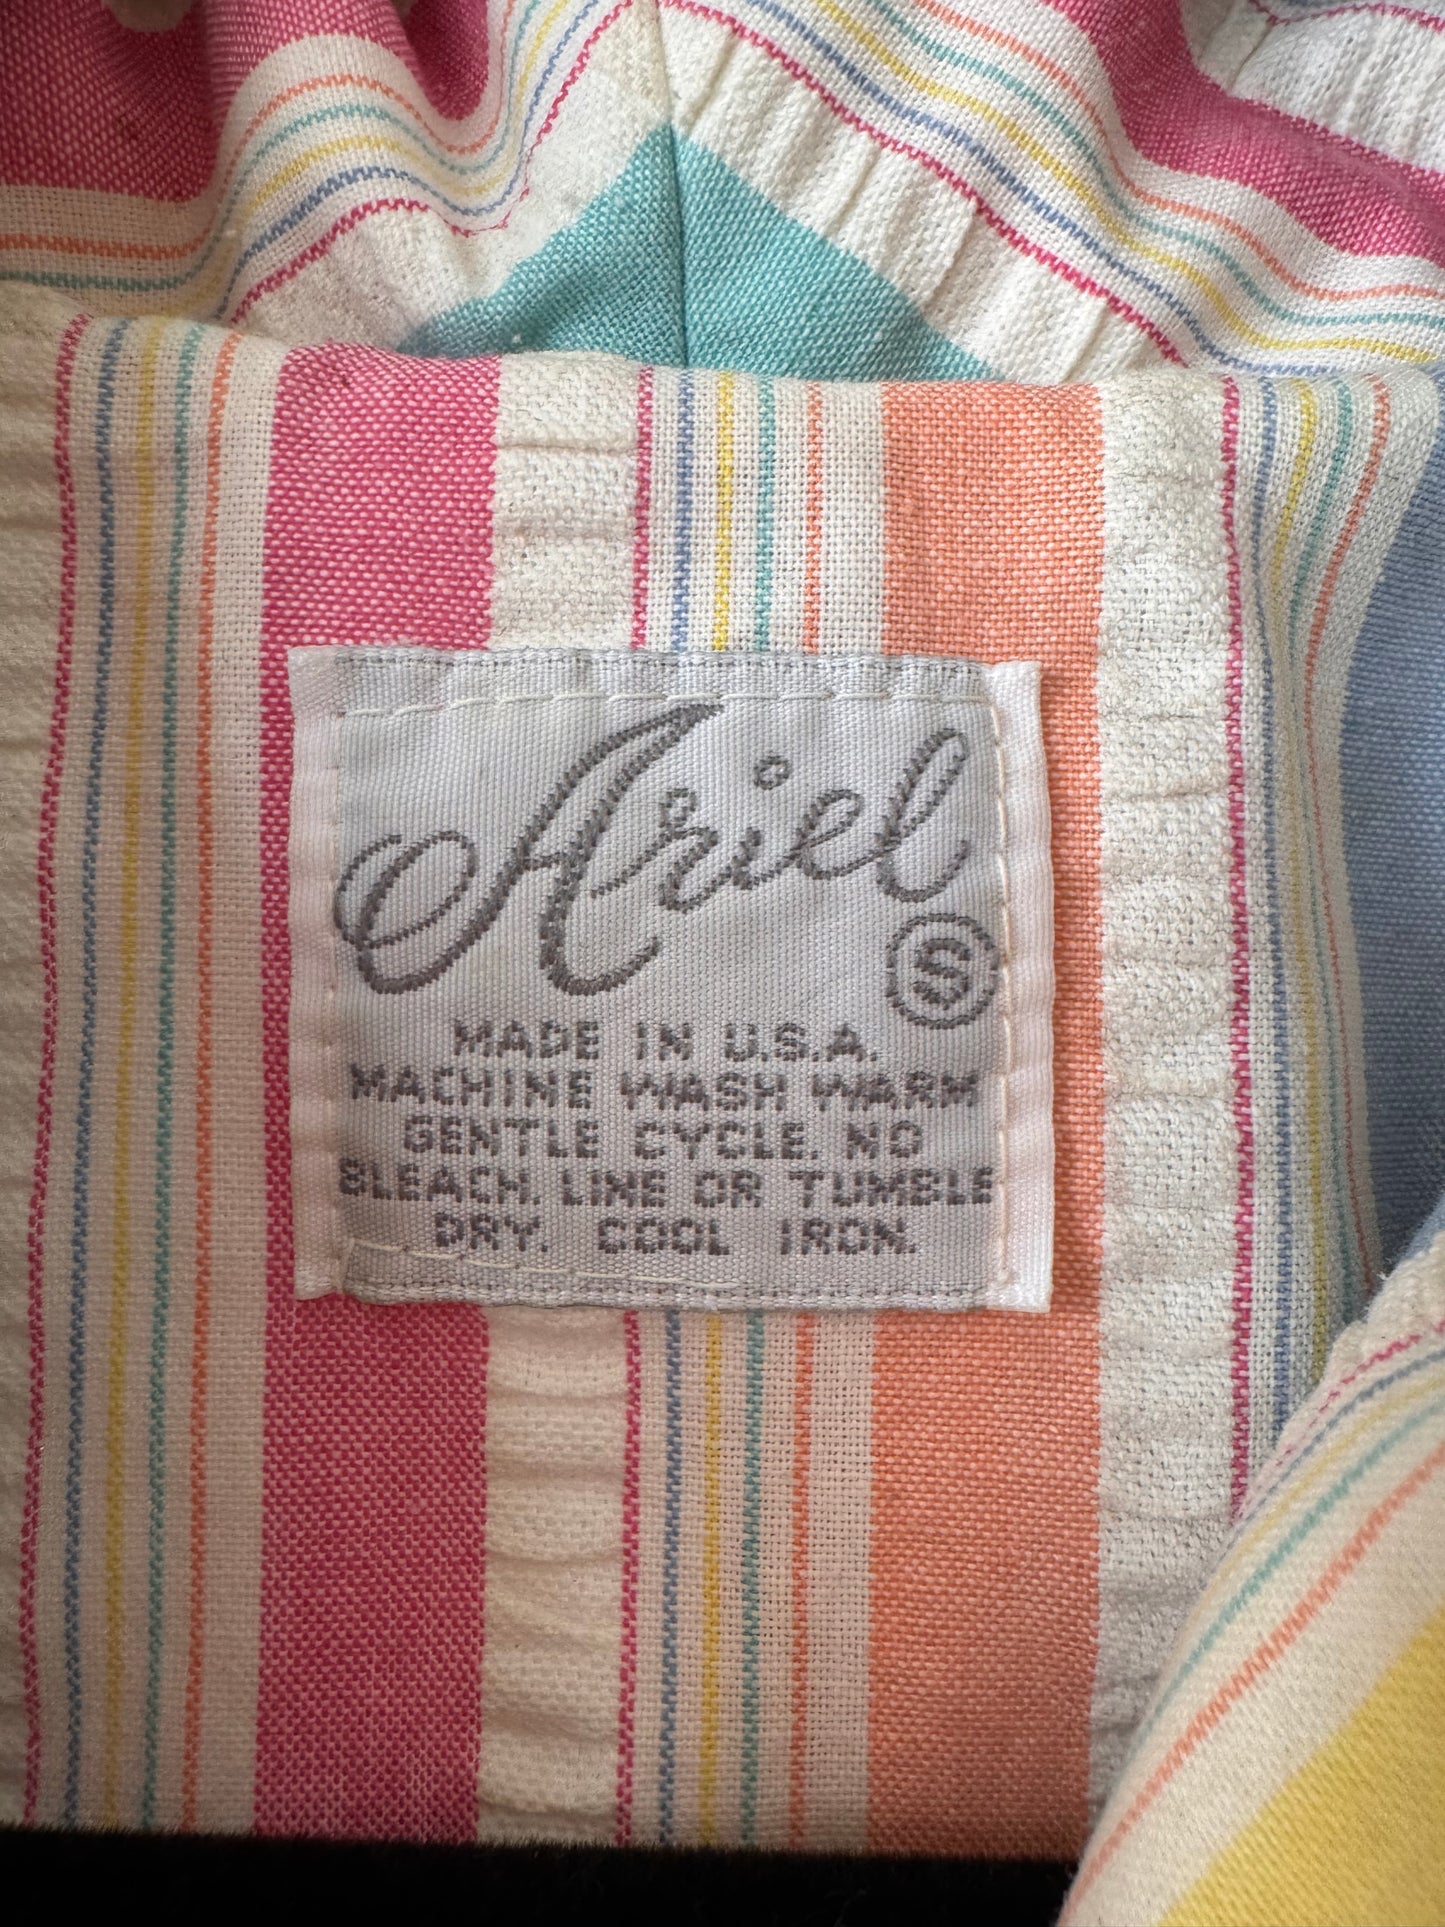 Ariel
S
MADE IN U.S.A.
MACHINE WASH WARM
GENTLE CYCLE. NO
BLEACH. LINE OR TUMBLE
DRY. COOL IRON.